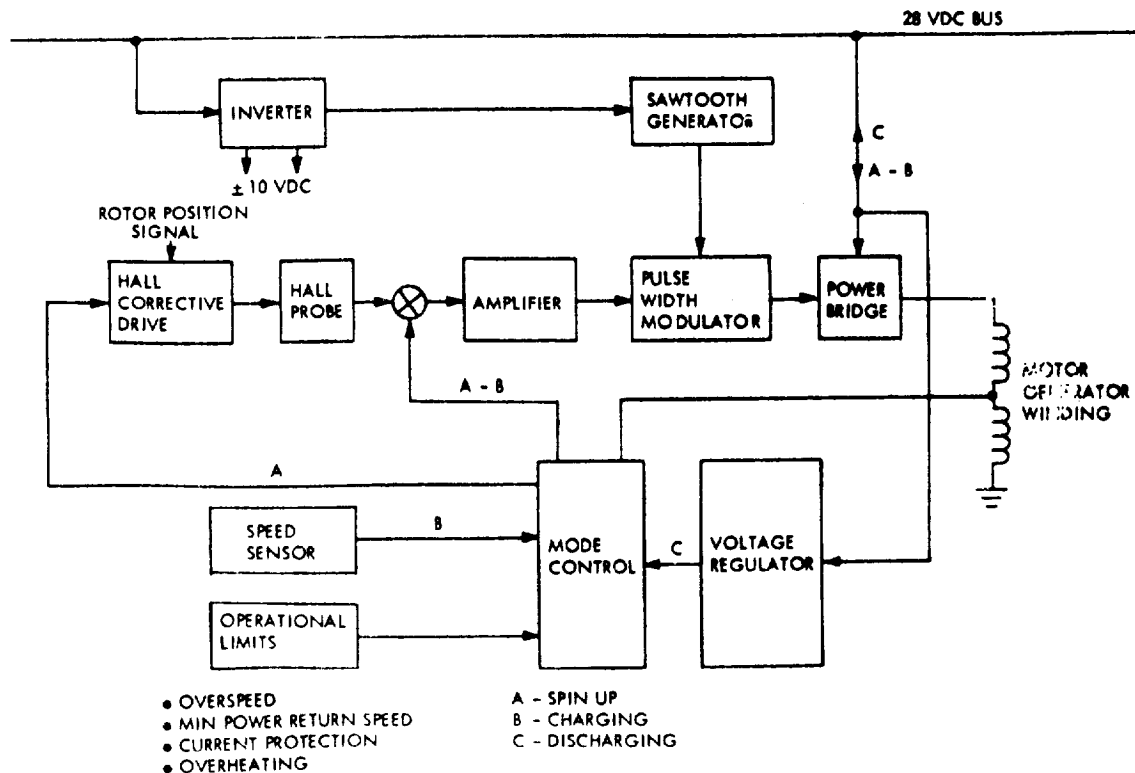 28 VDC BUS
INVERTER
± 10 VDC
SAWTOOTH
GENERATOR
C
A - B
ROTOR POSITION
SIGNAL
HALL
CORRECTIVE
DRIVE
HALL
PROBE
AMPLIFIER
PULSE
WIDTH
MODULATOR
POWER
BRIDGE
MOTOR
GENERATOR
WINDING
A - B
A
SPEED
SENSOR
B
MODE
CONTROL
C
VOLTAGE
REGULATOR
OPERATIONAL
LIMITS
• OVERSPEED
• MIN POWER RETURN SPEED
• CURRENT PROTECTION
• OVERHEATING
A - SPIN UP
B - CHARGING
C - DISCHARGING